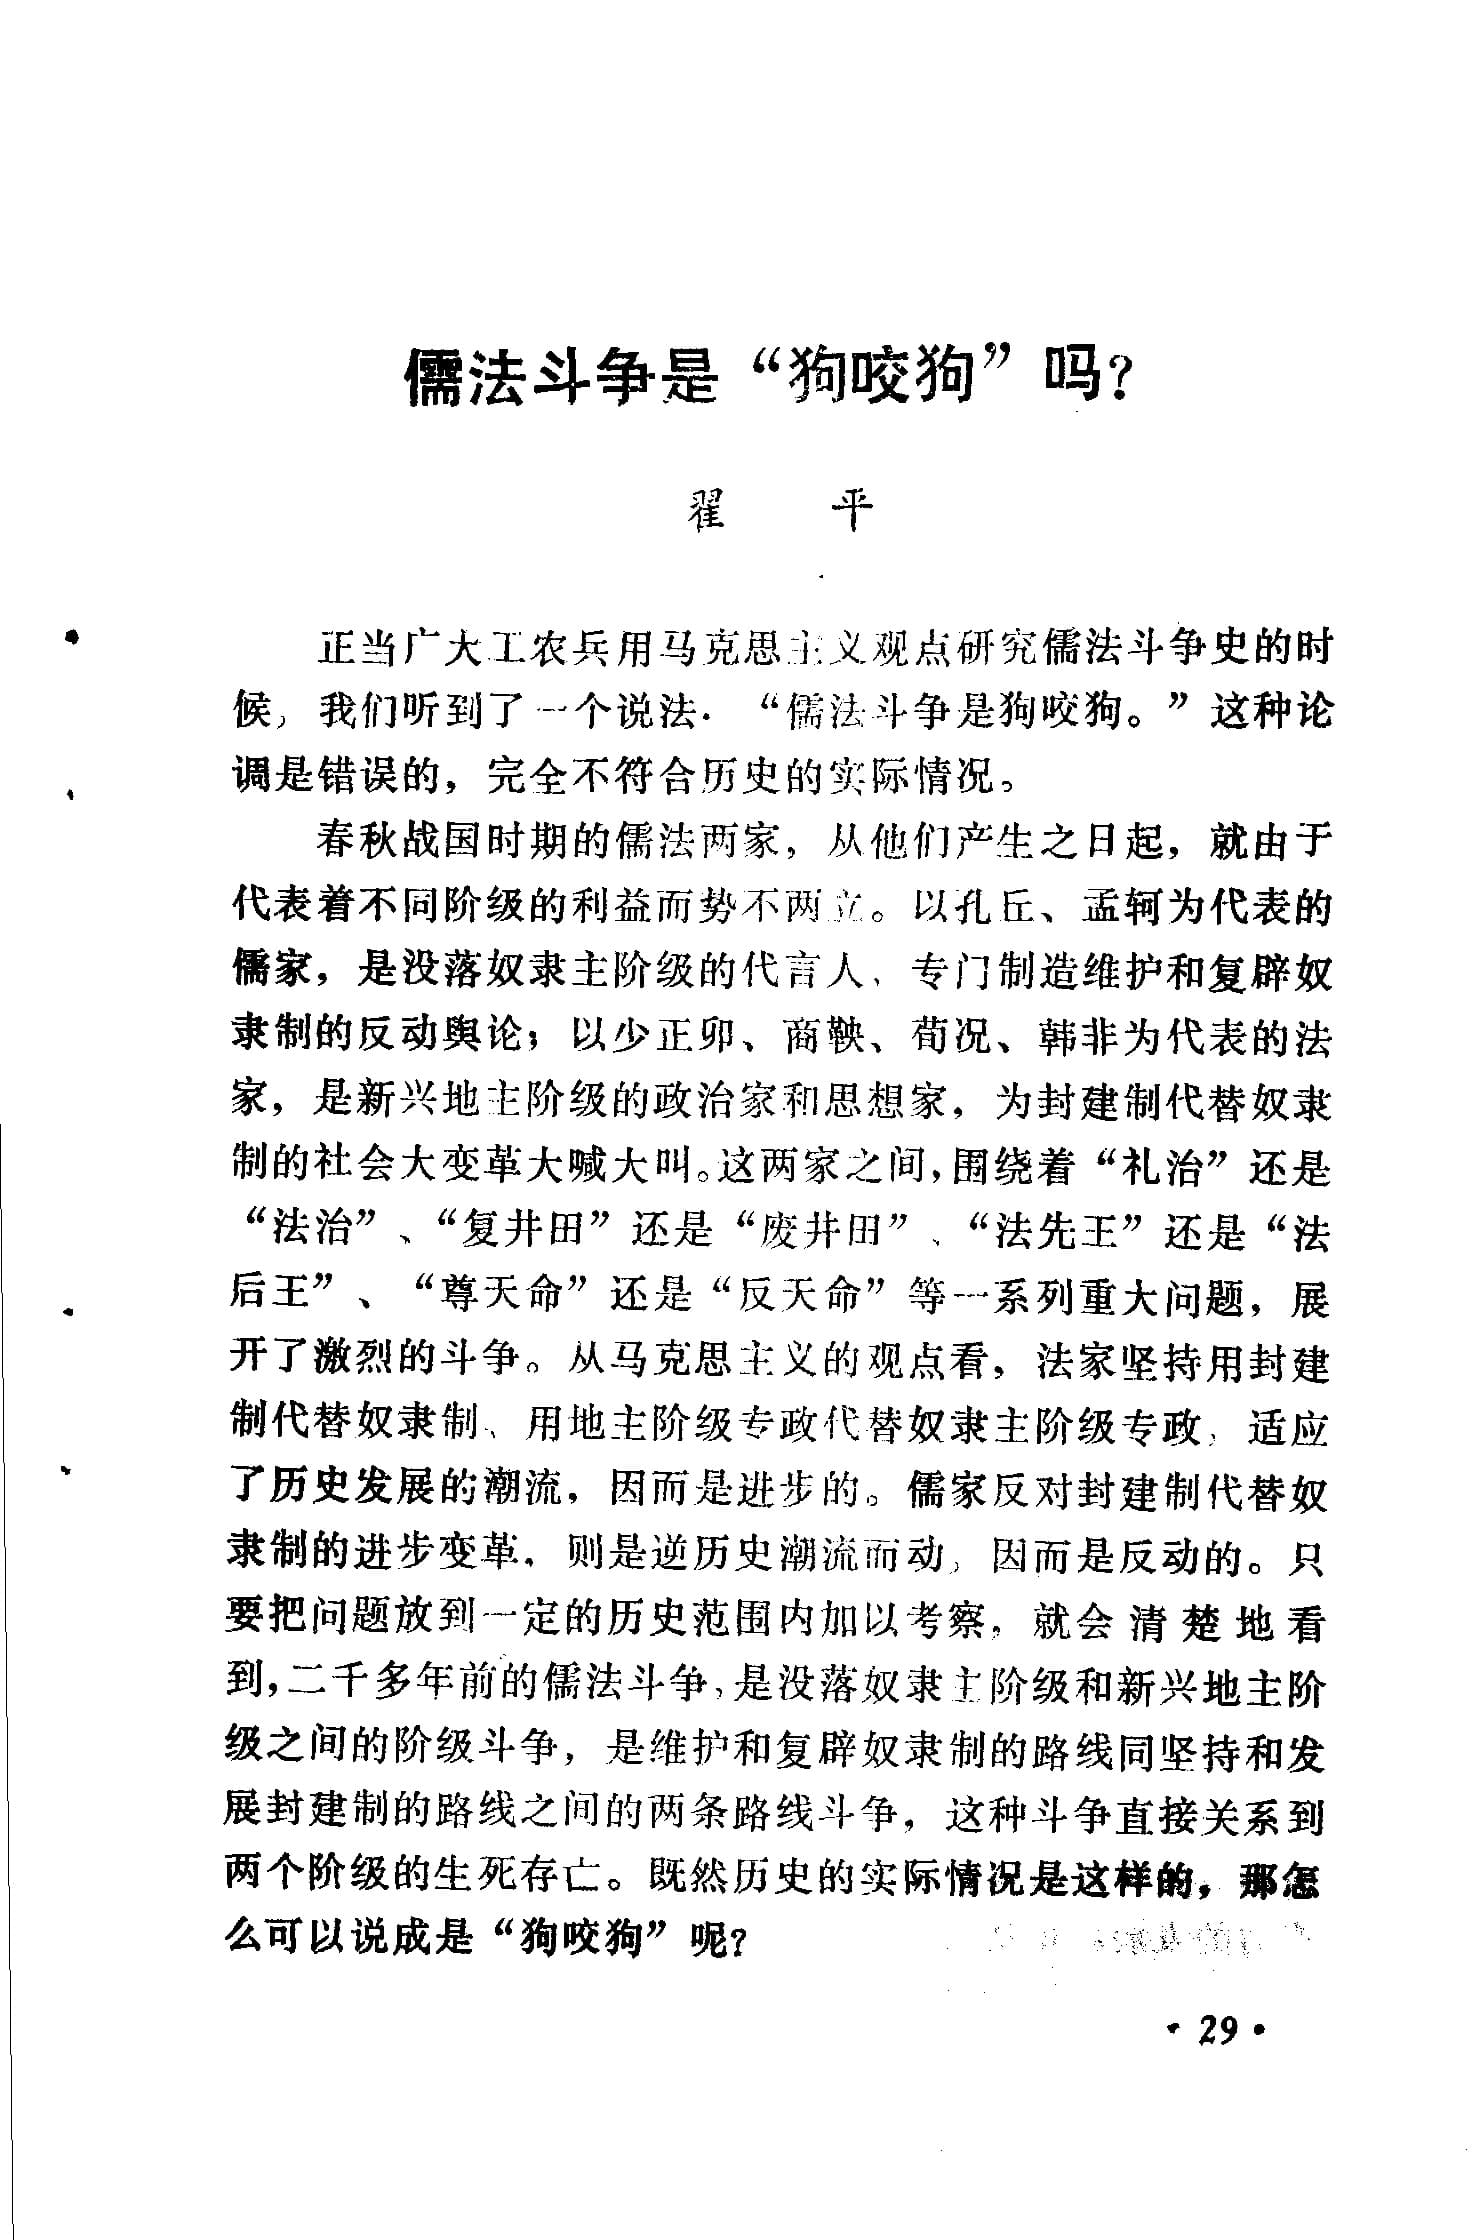 儒法斗争是“狗咬狗”吗?
翟　平
正当广大工农兵用马克思主义观点研究儒法斗争史的时
候，我们听到了一个说法．“儒法斗争是狗咬狗。”这种论
调是错误的，完全不符合历史的实际情况。
春秋战国时期的儒法两家，从他们产生之日起，就由于
代表着不同阶级的利益而势不两立。以孔丘、孟轲为代表的
儒家，是没落奴隶主阶级的代言人，专门制造维护和复辟奴
隶制的反动舆论；以少正卯、商鞅、荀况、韩非为代表的法
家，是新兴地主阶级的政治家和思想家，为封建制代替奴隶
制的社会大变革大喊大叫。这两家之间，围绕着“礼治”还是
“法治”、“复井田”还是“废井田”、“法先王”还是“法
后王”、“尊天命”还是“反天命”等一系列重大问题，展
开了激烈的斗争。从马克思主义的观点看，法家坚持用封建
制代替奴隶制、用地主阶级专政代替奴隶主阶级专政，适应
了历史发展的潮流，因而是进步的。儒家反对封建制代替奴
隶制的进步变革，则是逆历史潮流而动，因而是反动的。只
要把问题放到一定的历史范围内加以考察，就会清楚地看
到，二千多年前的儒法斗争，是没落奴隶主阶级和新兴地主阶
级之间的阶级斗争，是维护和复辟奴隶制的路线同坚持和发
展封建制的路线之间的两条路线斗争，这种斗争直接关系到
两个阶级的生死存亡。既然历史的实际情况是这样的，那怎
么可以说成是“狗咬狗”呢?
·29·